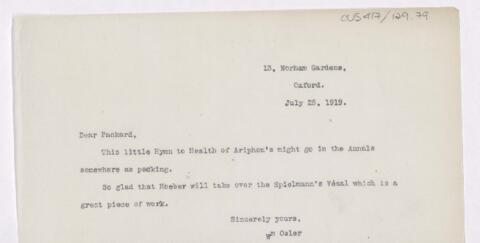 CUS417/129.79
13, Norham Gardens,
Oxford.
July 28, 1919.
Dear Packard,
This little Hymn to Health of Ariphon's might go in the Annals
somewhere as packing.
So glad that Hoeber will take over the Spielmann's Vésal which is a
great piece of work.
Sincerely yours,
Wm Osler